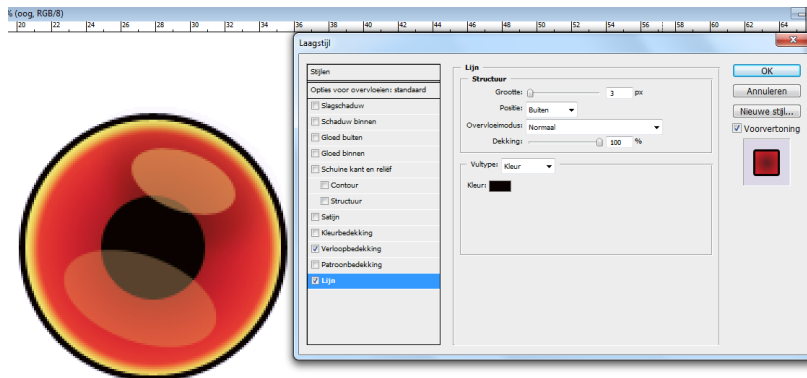 % (oog, RGB/8)
20 22 24 26 28 30 32 34 36 38 40 42 44 46 48 50 52 54 56 58 60 62 64
Laagstijl
Stijlen
Opties voor overvloeien: standaard
Slagschaduw
Schaduw binnen
Gloed buiten
Gloed binnen
Schuine kant en reliëf
Contour
Structuur
Satijn
Kleurbedekking
Verloopbedekking
Patroonbedekking
Lijn
Lijn
Structuur
Grootte: 3 px
Positie: Buiten
Overvloeimodus: Normaal
Dekking: 100 %
Vultype: Kleur
Kleur:
OK
Annuleren
Nieuwe stijl...
Voorvertoning